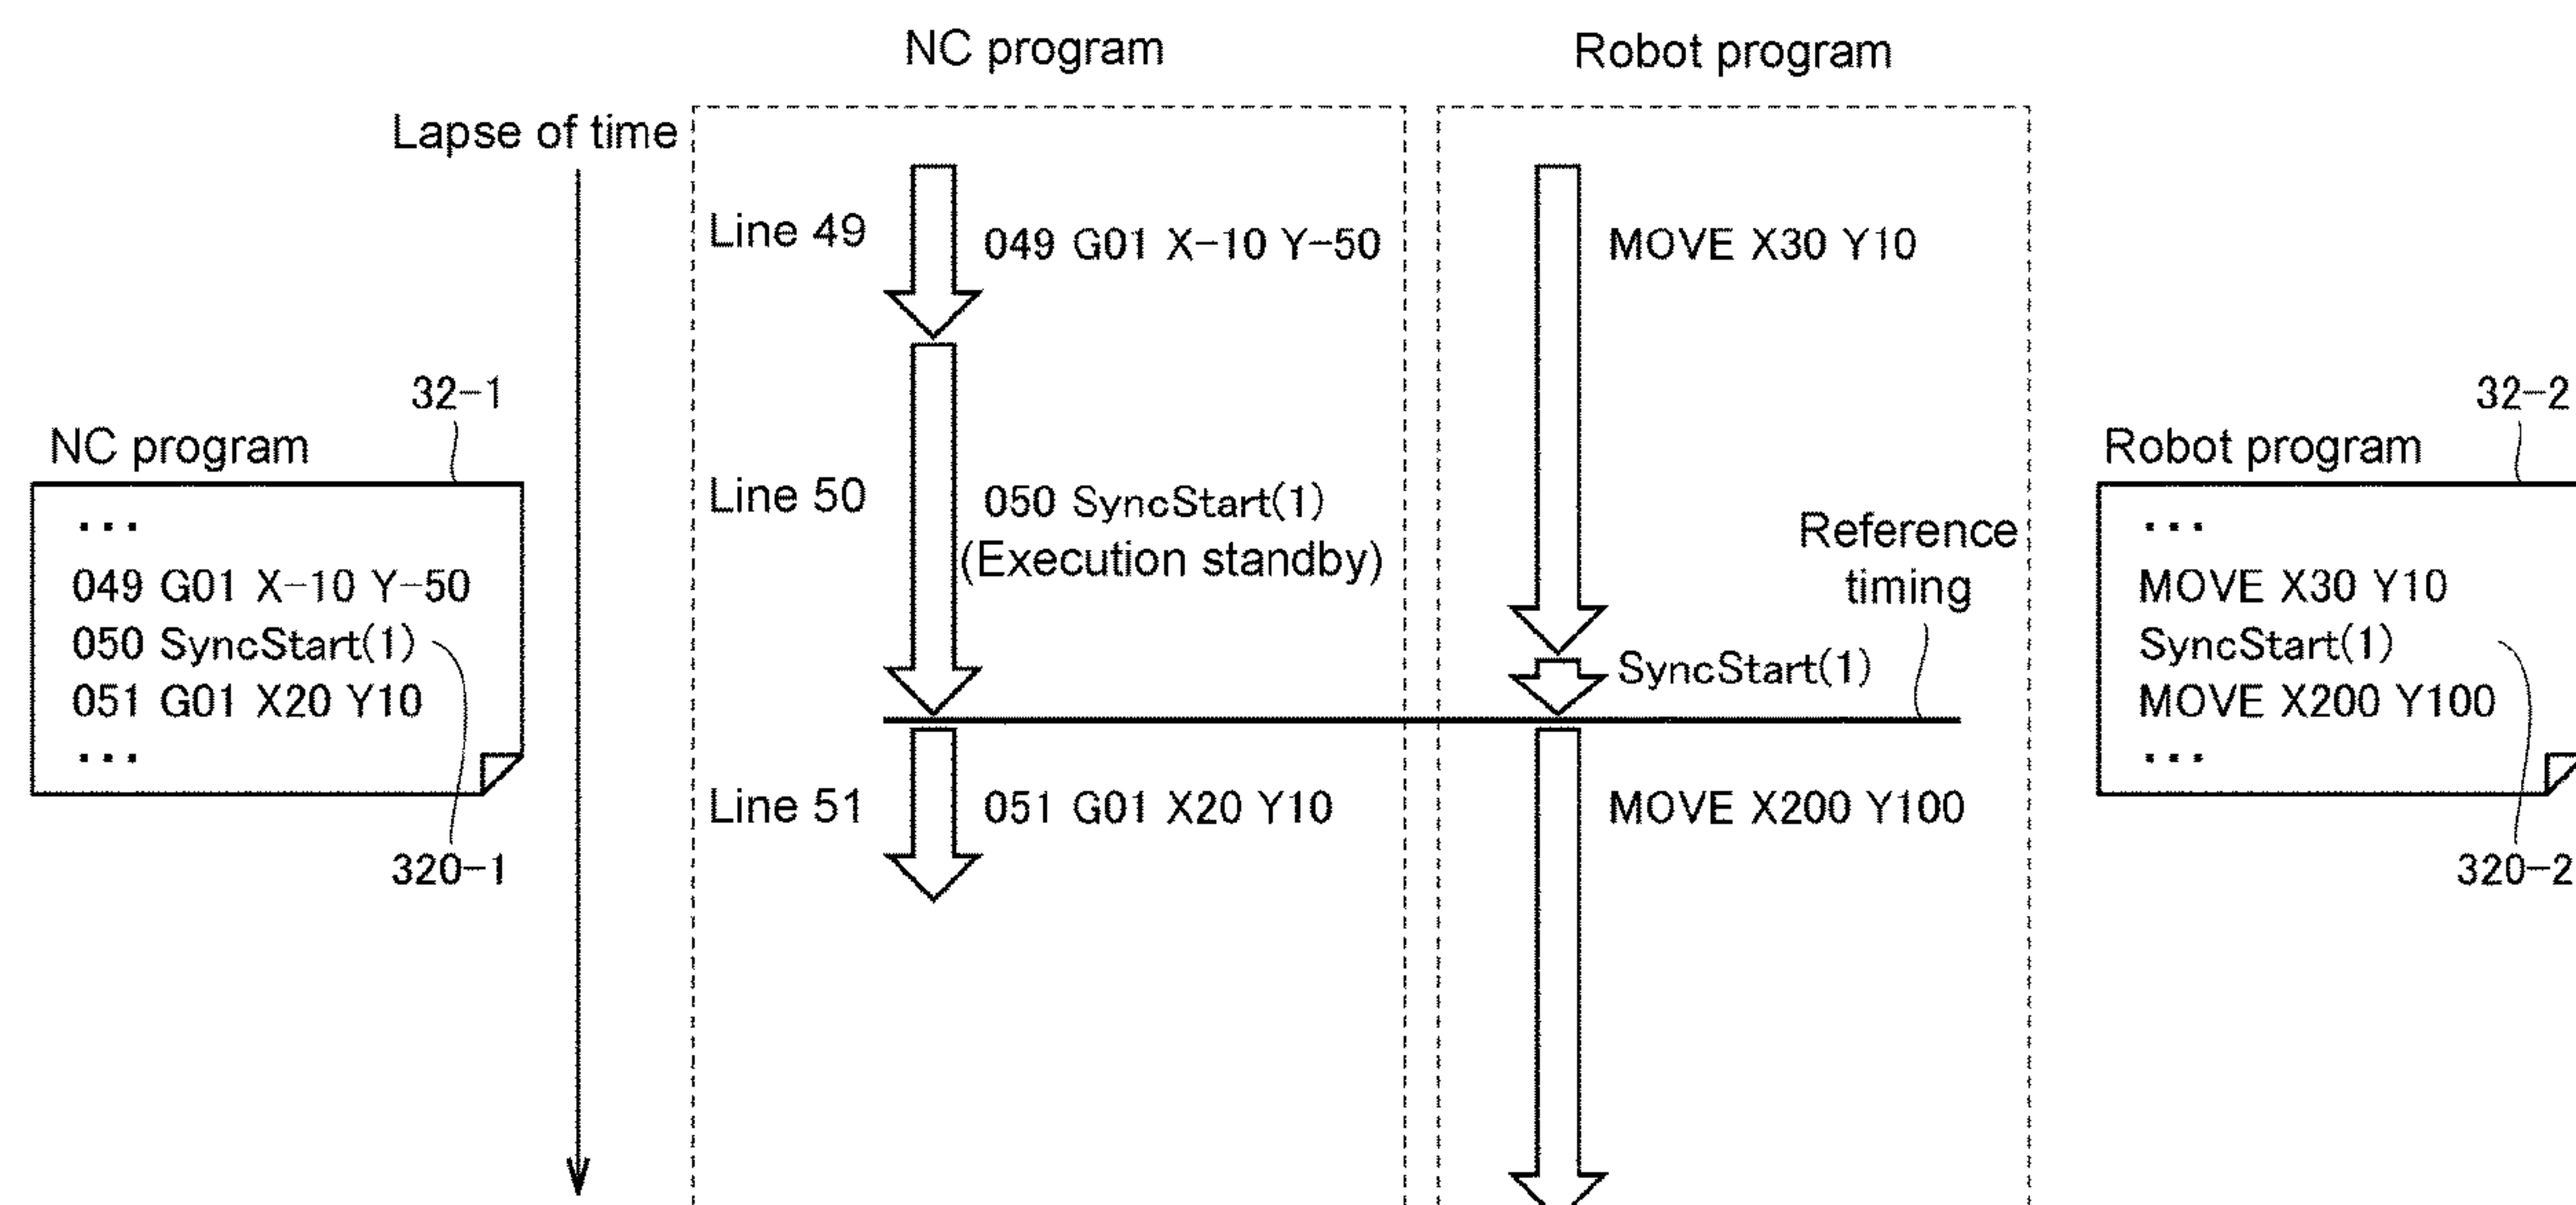 NC program
Robot program
Lapse of time
Line 49
049 G01 X-10 Y-50
MOVE X30 Y10
32-1
NC program
...
049 G01 X-10 Y-50
050 SyncStart(1)
051 G01 X20 Y10
...
320-1
Line 50
050 SyncStart(1)
(Execution standby)
Reference
timing
SyncStart(1)
Line 51
051 G01 X20 Y10
MOVE X200 Y100
32-2
Robot program
...
MOVE X30 Y10
SyncStart(1)
MOVE X200 Y100
...
320-2